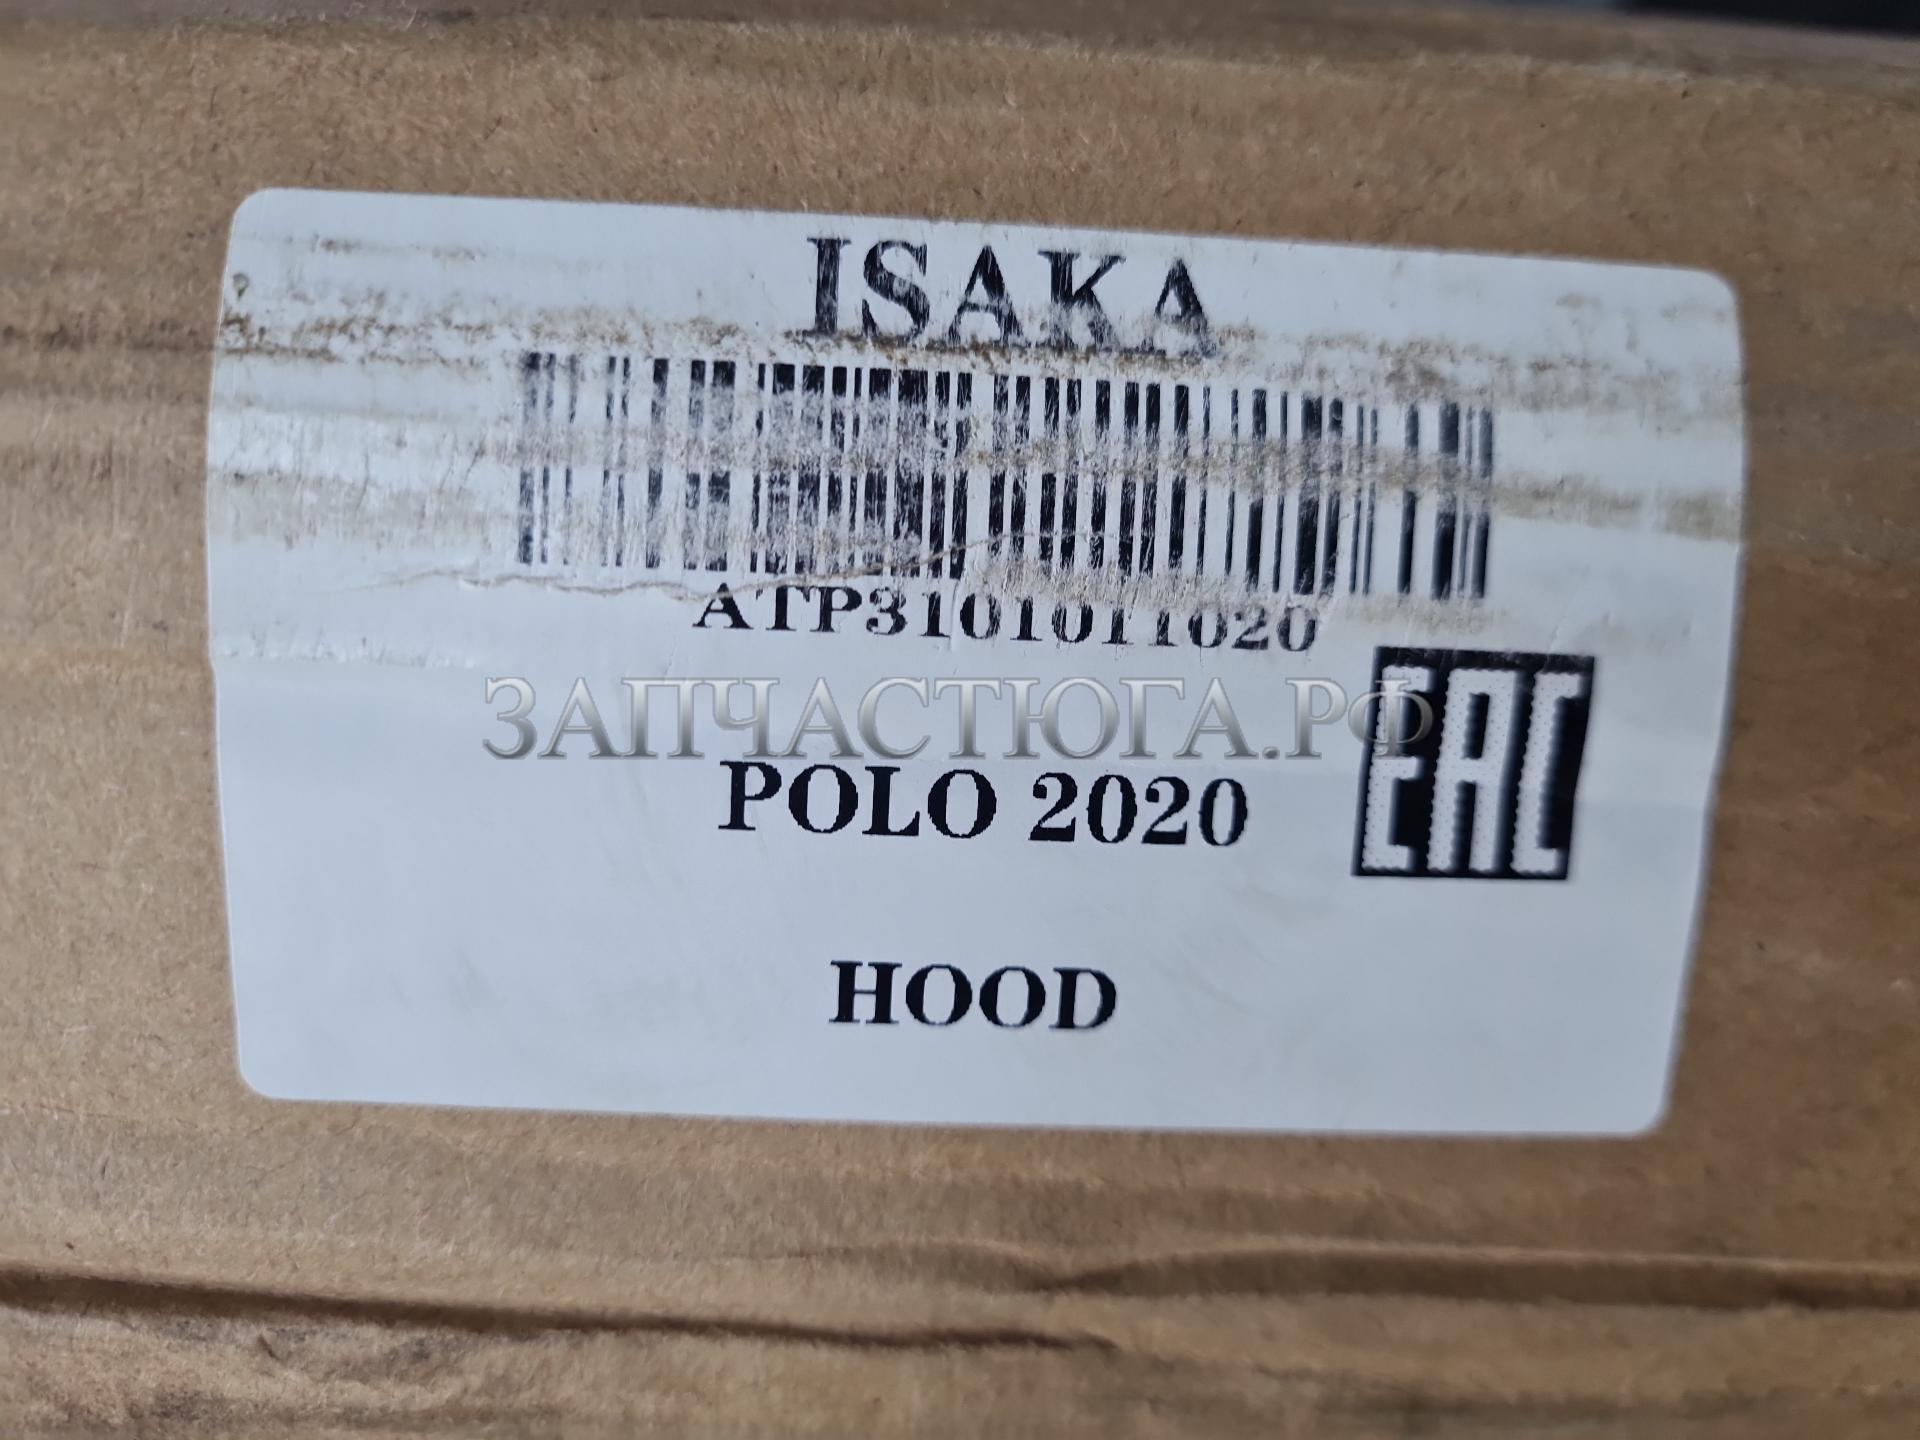 ISAKA
ATP3101011020
ЗАПЧАСТЮГА.РФ
EAC
POLO 2020
HOOD